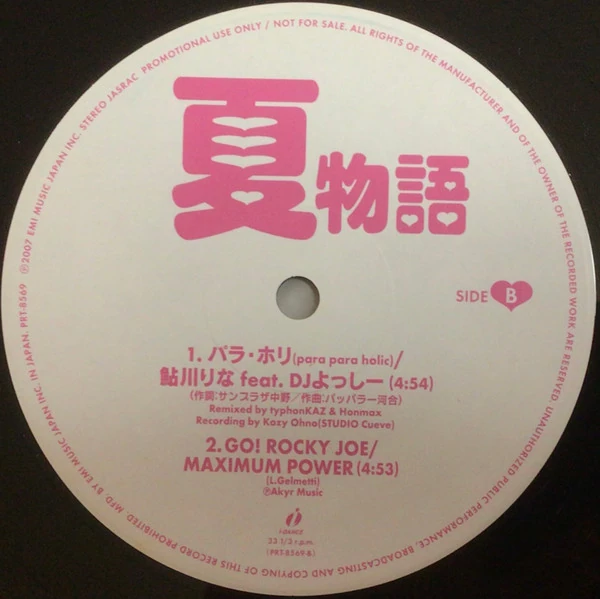 ℗2007 EMI MUSIC JAPAN INC. STEREO JASRAC PROMOTIONAL USE ONLY / NOT FOR SALE. ALL RIGHTS OF THE MANUFACTURER AND OF THE OWNER OF THE RECORDED WORK ARE RESERVED. UNAUTHORIZED PUBLIC PERFORMANCE, BROADCASTING AND COPYING OF THIS RECORD PROHIBITED. MFD. BY EMI MUSIC JAPAN INC. IN JAPAN. PRT-8569
夏物語
SIDE B
1. パラ・ホリ(para para holic)/
鮎川りな feat. DJよっしー (4:54)
(作詞:サンプラザ中野/作曲:パッパラー河合)
Remixed by typhonKAZ & Honmax
Recording by Kozy Ohno(STUDIO Cueve)
2.GO! ROCKY JOE/
MAXIMUM POWER (4:53)
(L.Gelmetti)
℗Akyr Music
i-DANCE
33 1/3 r.p.m.
(PRT-8569-B)